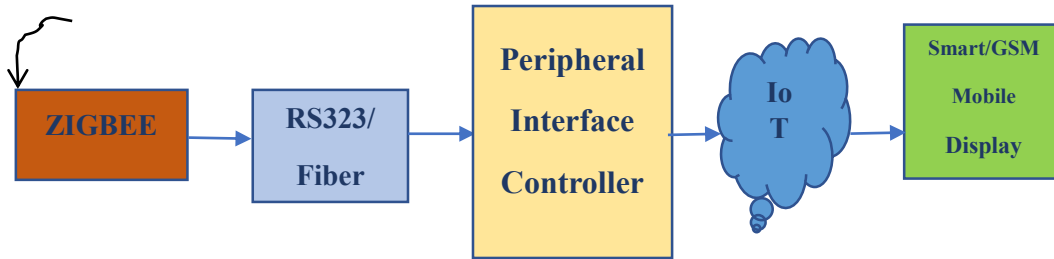 ZIGBEE
RS323/
Fiber
Peripheral
Interface
Controller
Io
T
Smart/GSM
Mobile
Display